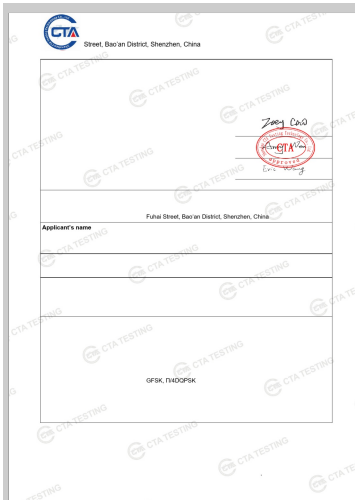 CTA
Street, Bao'an District, Shenzhen, China
Zoey Cao
CTA
approved
Eric Wang
Fuhai Street, Bao'an District, Shenzhen, China
Applicant's name
GFSK, Π/4DQPSK
CTA TESTING